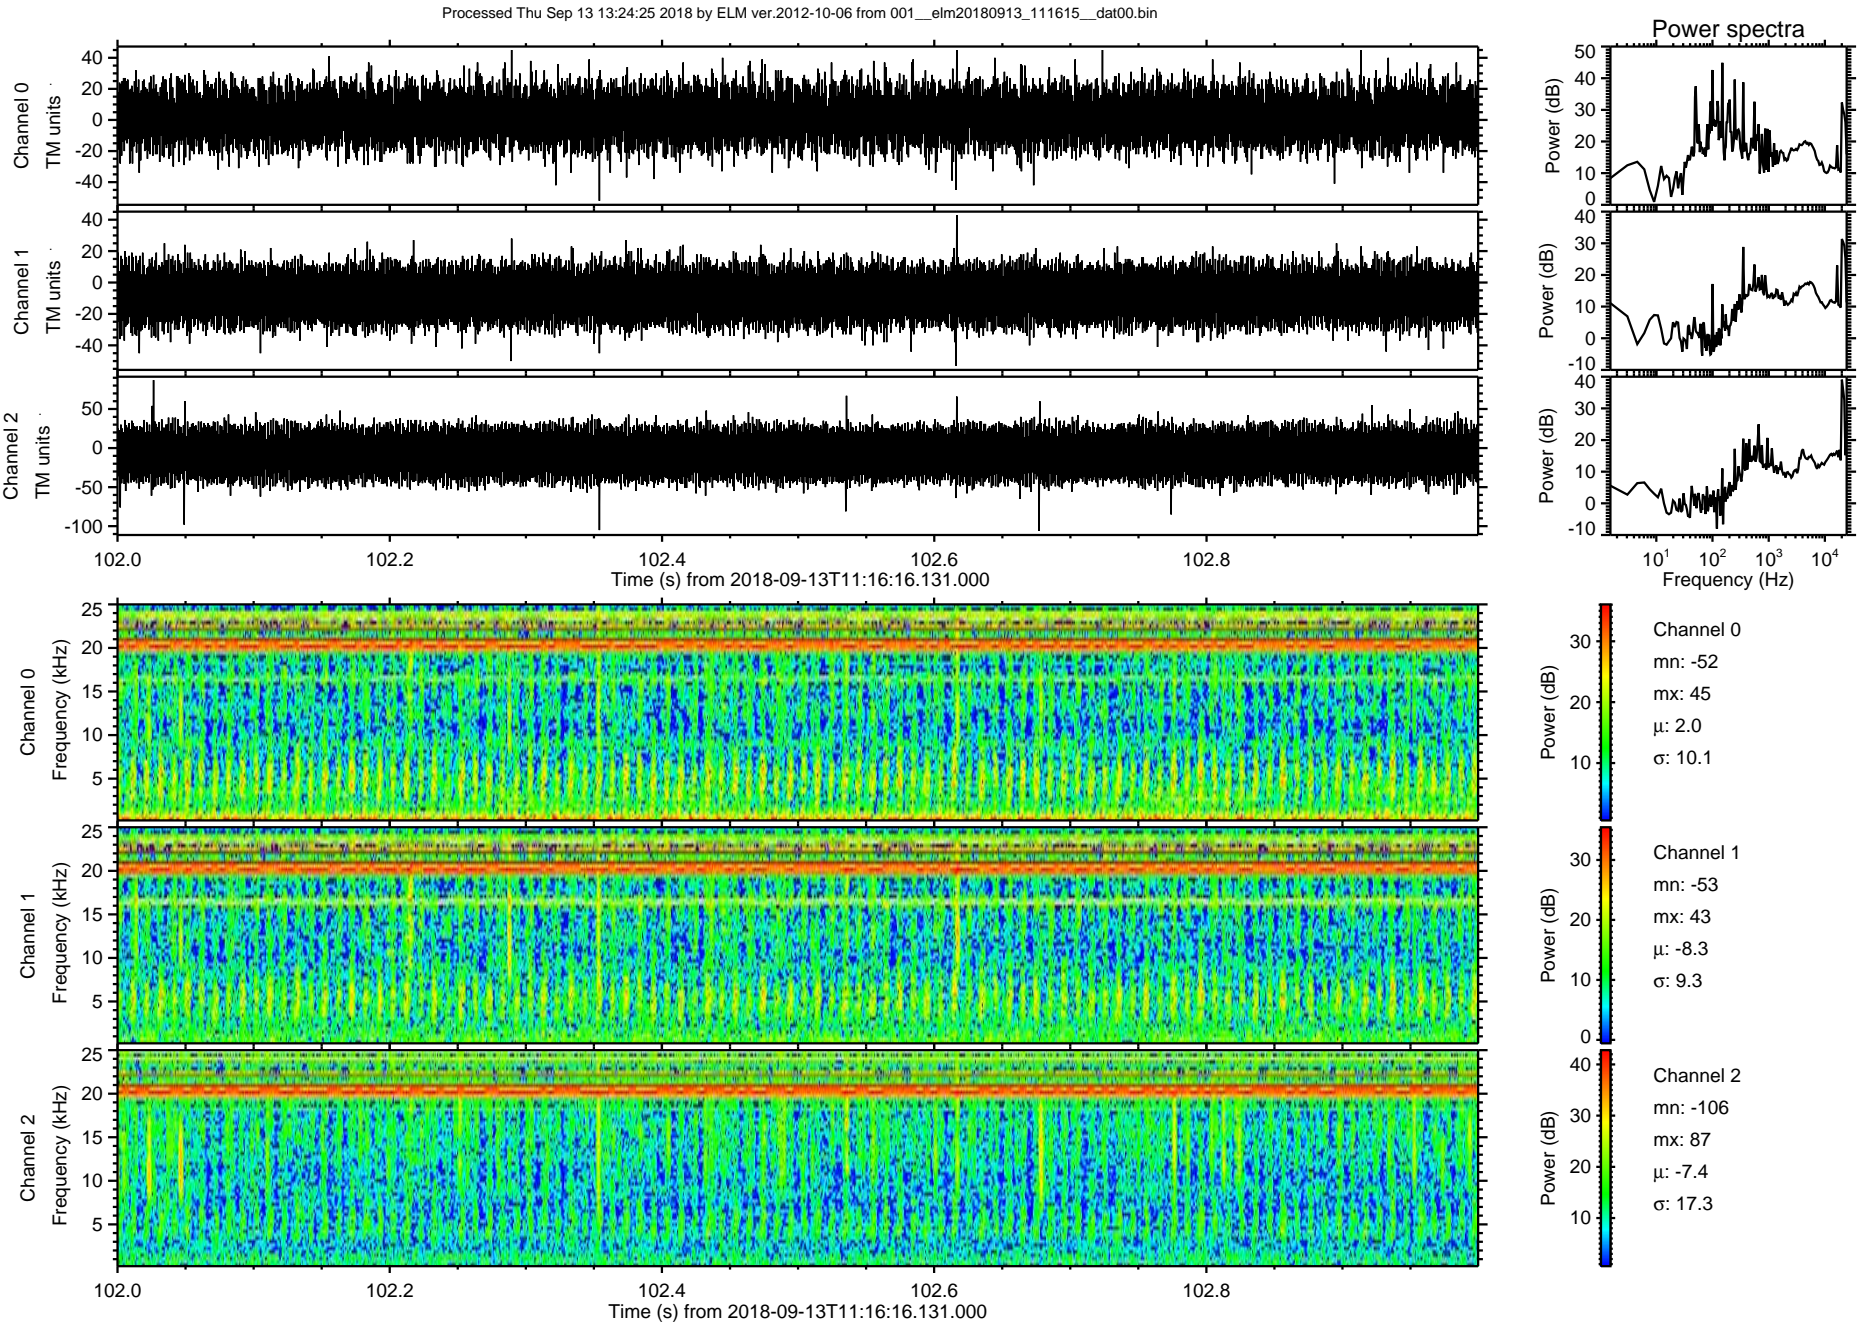 Processed Thu Sep 13 13:24:25 2018 by ELM ver.2012-10-06 from 001__elm20180913_111615__dat00.bin
Power spectra
Channel 0
TM units
40
20
0
-20
-40
Power (dB)
50
40
30
20
10
0
Channel 1
TM units
40
20
0
-20
-40
Power (dB)
40
30
20
10
0
-10
Channel 2
TM units
50
0
-50
-100
Power (dB)
40
30
20
10
0
-10
102.0 102.2 102.4 102.6 102.8
Time (s) from 2018-09-13T11:16:16.131.000
10^1 10^2 10^3 10^4
Frequency (Hz)
Channel 0
Frequency (kHz)
25
20
15
10
5
Power (dB)
30
20
10
Channel 0
mn: -52
mx: 45
µ: 2.0
σ: 10.1
Channel 1
Frequency (kHz)
25
20
15
10
5
Power (dB)
30
20
10
0
Channel 1
mn: -53
mx: 43
µ: -8.3
σ: 9.3
Channel 2
Frequency (kHz)
25
20
15
10
5
Power (dB)
40
30
20
10
Channel 2
mn: -106
mx: 87
µ: -7.4
σ: 17.3
102.0 102.2 102.4 102.6 102.8
Time (s) from 2018-09-13T11:16:16.131.000